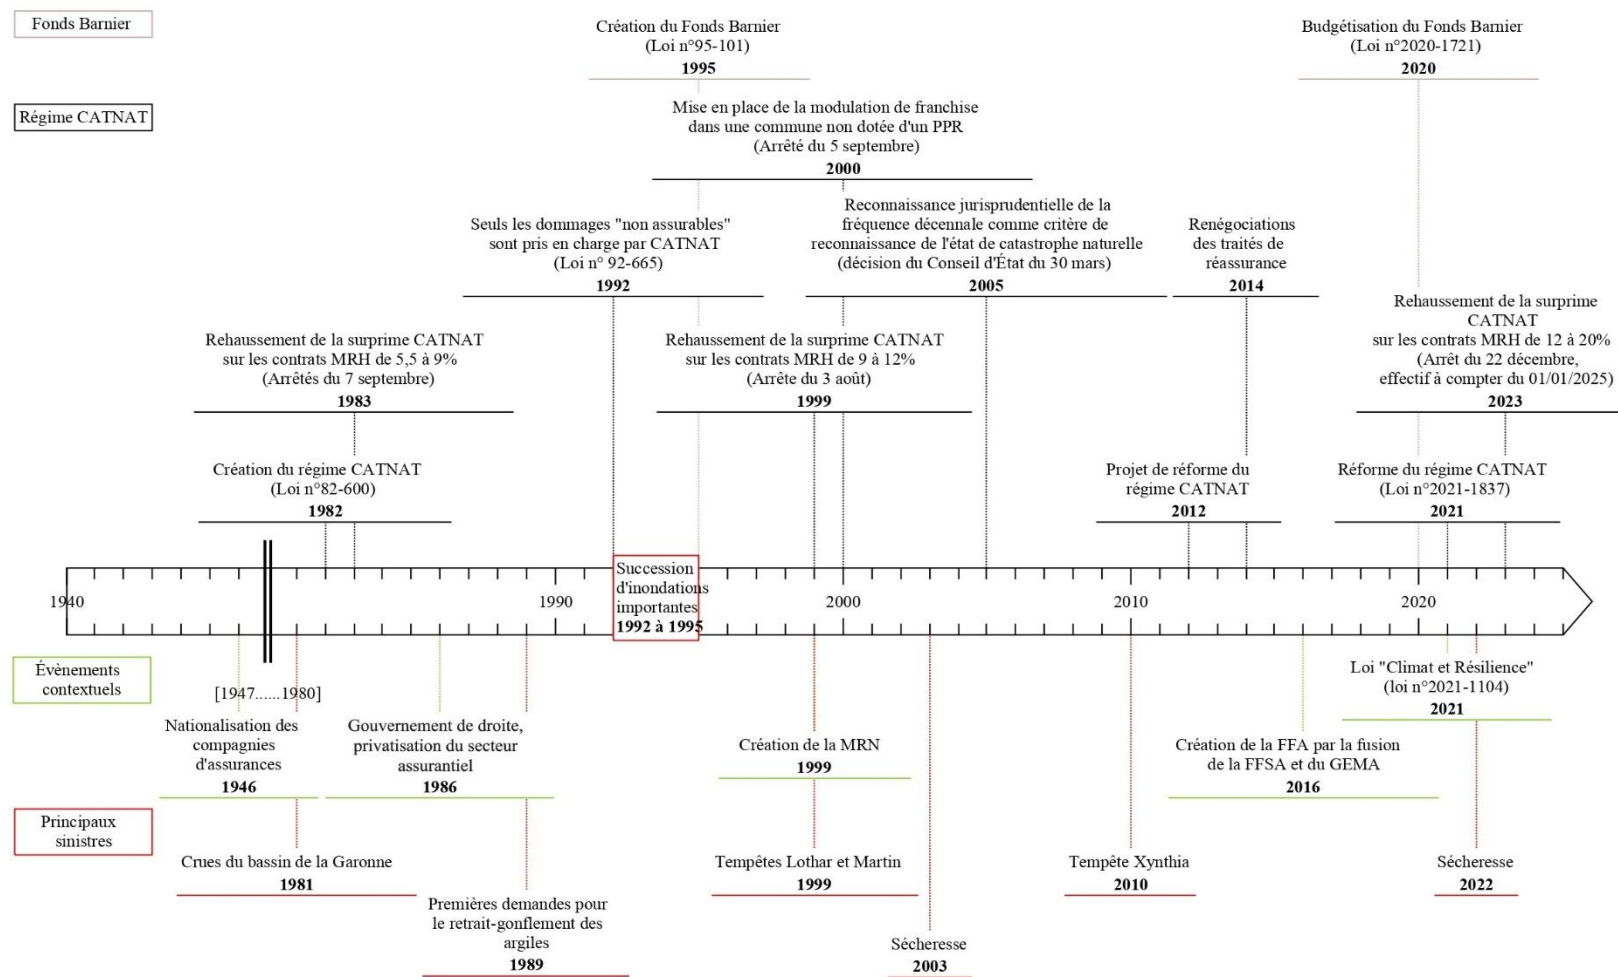 Fonds Barnier
Création du Fonds Barnier
(Loi n°95-101)
1995
Budgétisation du Fonds Barnier
(Loi n°2020-1721)
2020
Régime CATNAT
Mise en place de la modulation de franchise
dans une commune non dotée d'un PPR
(Arrêté du 5 septembre)
2000
Seuls les dommages "non assurables"
sont pris en charge par CATNAT
(Loi n° 92-665)
1992
Reconnaissance jurisprudentielle de la
fréquence décennale comme critère de
reconnaissance de l'état de catastrophe naturelle
(décision du Conseil d'État du 30 mars)
2005
Renégociations
des traités de
réassurance
2014
Rehaussement de la surprime CATNAT
sur les contrats MRH de 5,5 à 9%
(Arrêtés du 7 septembre)
1983
Rehaussement de la surprime CATNAT
sur les contrats MRH de 9 à 12%
(Arrête du 3 août)
1999
Rehaussement de la surprime
CATNAT
sur les contrats MRH de 12 à 20%
(Arrêt du 22 décembre,
effectif à compter du 01/01/2025)
2023
Création du régime CATNAT
(Loi n°82-600)
1982
Projet de réforme du
régime CATNAT
2012
Réforme du régime CATNAT
(Loi n°2021-1837)
2021
1940
1990
Succession
d'inondations
importantes
1992 à 1995
2000
2010
2020
Évènements
contextuels
[1947......1980]
Nationalisation des
compagnies
d'assurances
1946
Gouvernement de droite,
privatisation du secteur
assurantiel
1986
Création de la MRN
1999
Création de la FFA par la fusion
de la FFSA et du GEMA
2016
Loi "Climat et Résilience"
(loi n°2021-1104)
2021
Principaux
sinistres
Crues du bassin de la Garonne
1981
Premières demandes pour
le retrait-gonflement des
argiles
1989
Tempêtes Lothar et Martin
1999
Sécheresse
2003
Tempête Xynthia
2010
Sécheresse
2022